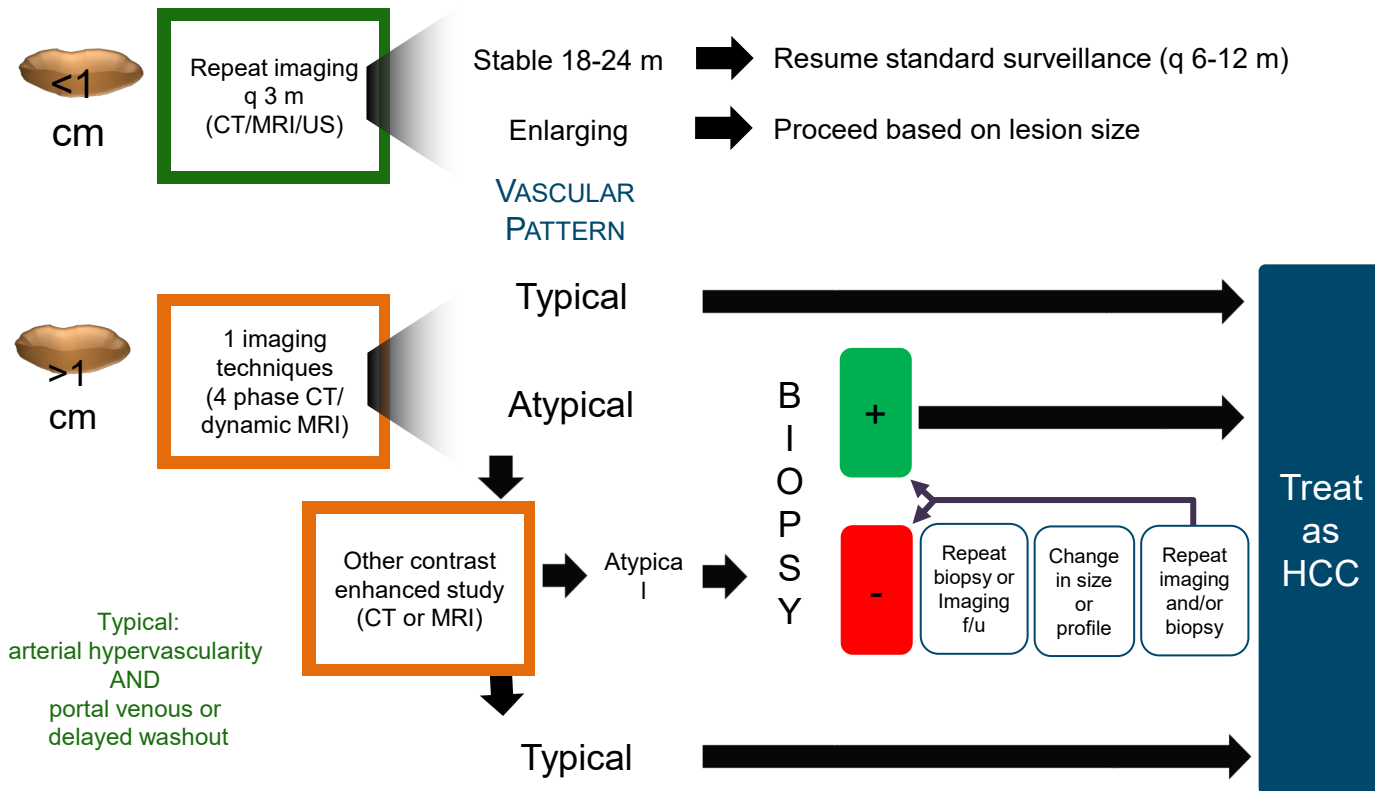 <1
cm
Repeat imaging
q 3 m
(CT/MRI/US)
Stable 18-24 m
Resume standard surveillance (q 6-12 m)
Enlarging
Proceed based on lesion size
VASCULAR
PATTERN
>1
cm
1 imaging
techniques
(4 phase CT/
dynamic MRI)
Typical
Atypical
Other contrast
enhanced study
(CT or MRI)
Atypica
l
Typical
B
I
O
P
S
Y
+
-
Repeat
biopsy or
Imaging
f/u
Change
in size
or
profile
Repeat
imaging
and/or
biopsy
Treat
as
HCC
Typical:
arterial hypervascularity
AND
portal venous or
delayed washout